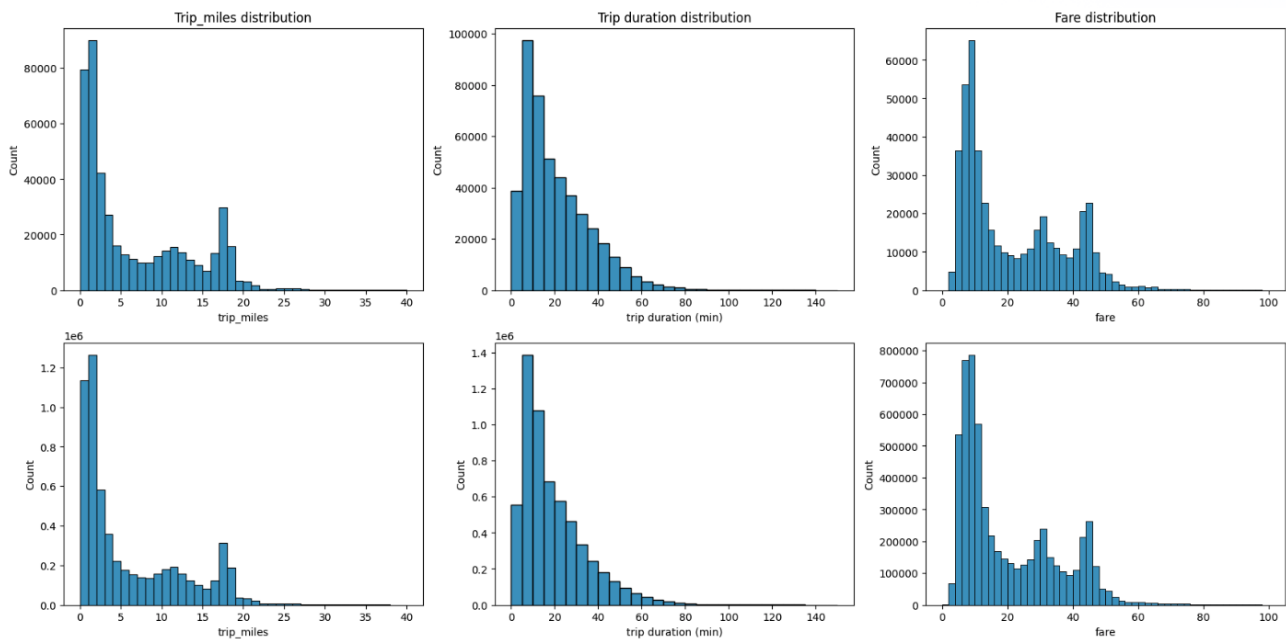 Trip_miles distribution
Count
80000
60000
40000
20000
0
0 5 10 15 20 25 30 35 40
trip_miles
Trip duration distribution
Count
100000
80000
60000
40000
20000
0
0 20 40 60 80 100 120 140
trip duration (min)
Fare distribution
Count
60000
50000
40000
30000
20000
10000
0
0 20 40 60 80 100
fare
1e6
Count
1.2
1.0
0.8
0.6
0.4
0.2
0.0
0 5 10 15 20 25 30 35 40
trip_miles
1e6
Count
1.4
1.2
1.0
0.8
0.6
0.4
0.2
0.0
0 20 40 60 80 100 120 140
trip duration (min)
Count
800000
700000
600000
500000
400000
300000
200000
100000
0
0 20 40 60 80 100
fare